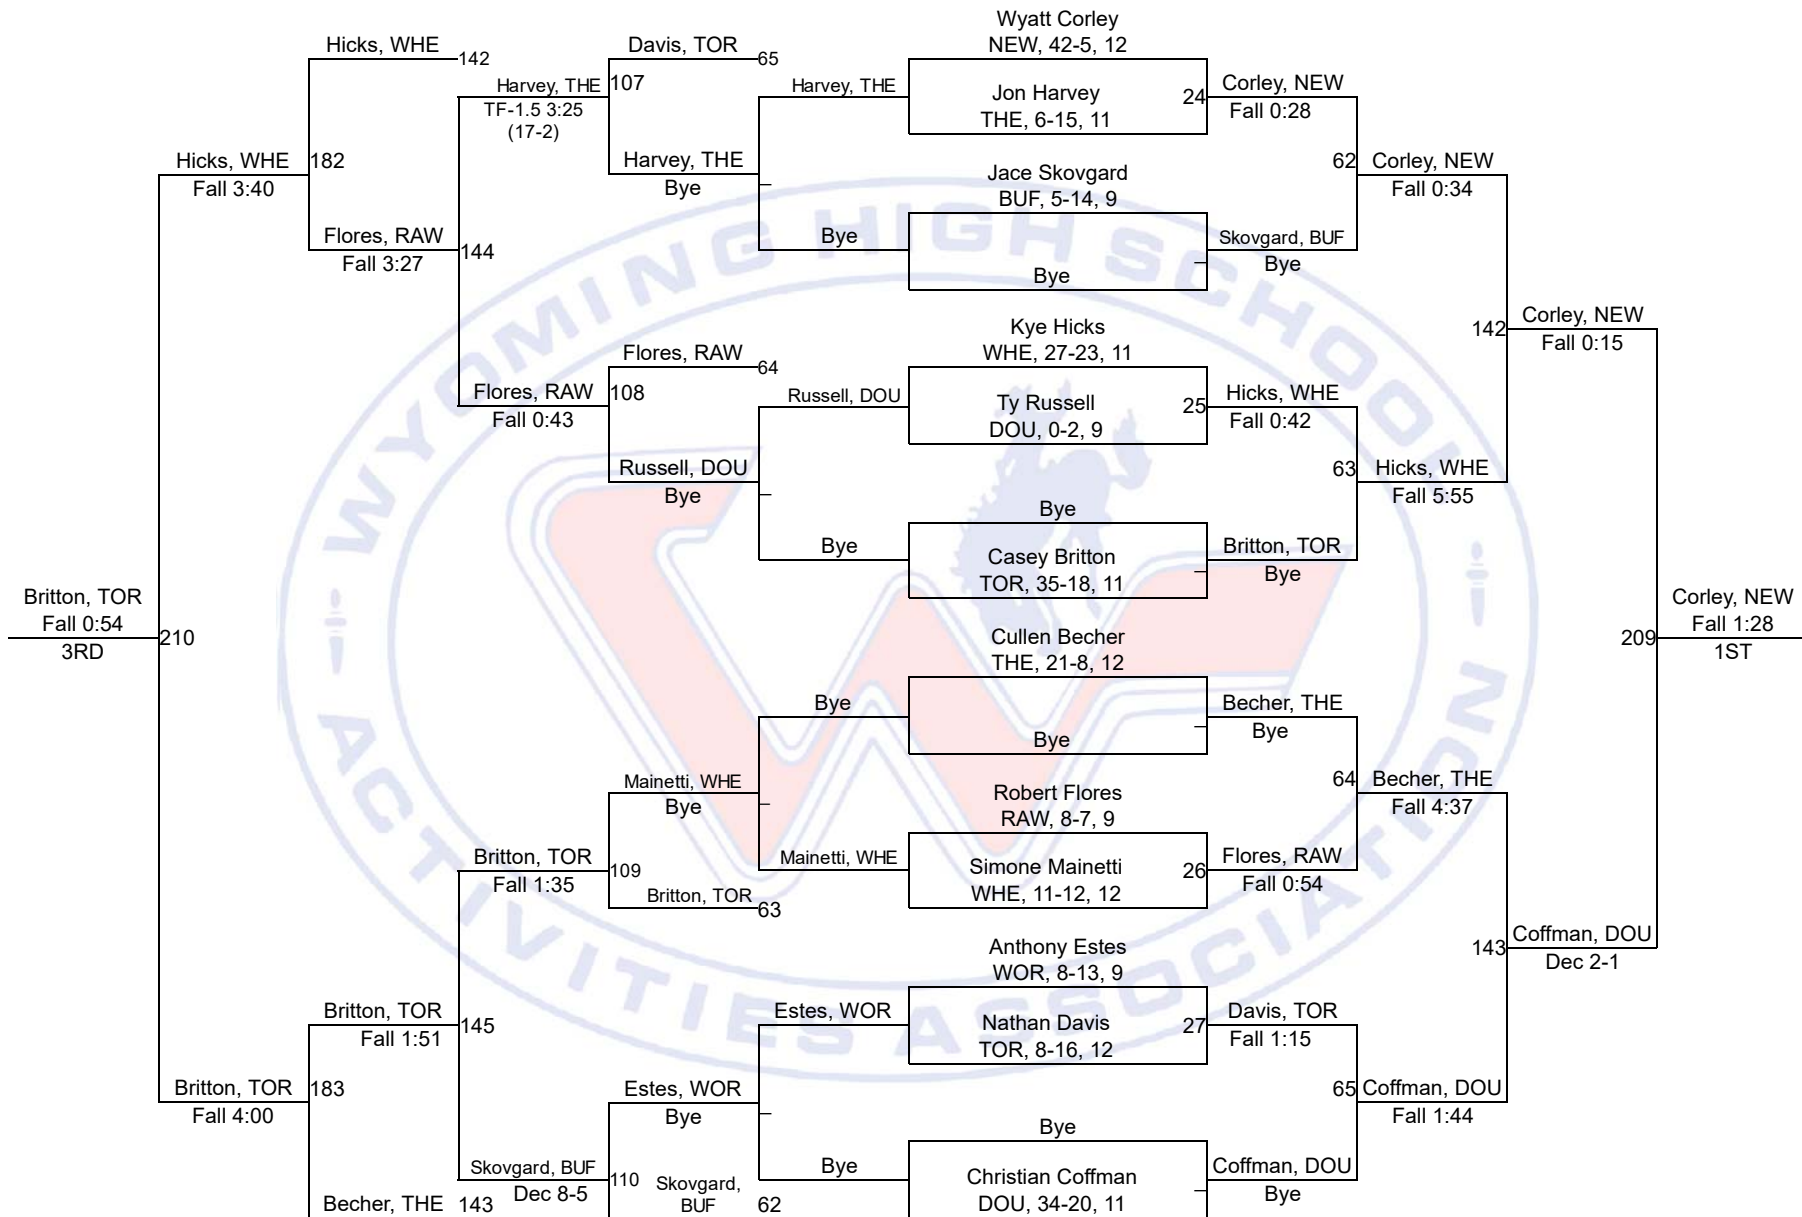 Wyatt Corley
NEW, 42-5, 12
Hicks, WHE
142
Davis, TOR
65
Harvey, THE
TF-1.5 3:25
(17-2)
107
Harvey, THE
Jon Harvey
THE, 6-15, 11
24
Corley, NEW
Fall 0:28
Hicks, WHE
Fall 3:40
182
Harvey, THE
Bye
Jace Skovgard
BUF, 5-14, 9
62
Corley, NEW
Fall 0:34
Flores, RAW
Fall 3:27
144
Bye
Bye
Skovgard, BUF
Bye
Kye Hicks
WHE, 27-23, 11
142
Corley, NEW
Fall 0:15
Flores, RAW
64
Flores, RAW
Fall 0:43
108
Russell, DOU
Ty Russell
DOU, 0-2, 9
25
Hicks, WHE
Fall 0:42
Russell, DOU
Bye
63
Hicks, WHE
Fall 5:55
Bye
Bye
Casey Britton
TOR, 35-18, 11
Britton, TOR
Bye
Britton, TOR
Fall 0:54
3RD
210
Cullen Becher
THE, 21-8, 12
209
Corley, NEW
Fall 1:28
1ST
Bye
Bye
Becher, THE
Bye
Mainetti, WHE
Bye
Robert Flores
RAW, 8-7, 9
64
Becher, THE
Fall 4:37
Britton, TOR
Fall 1:35
109
Britton, TOR
63
Mainetti, WHE
Simone Mainetti
WHE, 11-12, 12
26
Flores, RAW
Fall 0:54
Anthony Estes
WOR, 8-13, 9
143
Coffman, DOU
Dec 2-1
Britton, TOR
Fall 1:51
145
Estes, WOR
Nathan Davis
TOR, 8-16, 12
27
Davis, TOR
Fall 1:15
Britton, TOR
Fall 4:00
183
Estes, WOR
Bye
65
Coffman, DOU
Fall 1:44
Bye
Skovgard, BUF
Dec 8-5
110
Skovgard,
BUF
62
Bye
Christian Coffman
DOU, 34-20, 11
Coffman, DOU
Bye
Becher, THE
143
WYOMING HIGH SCHOOL
ACTIVITIES ASSOCIATION